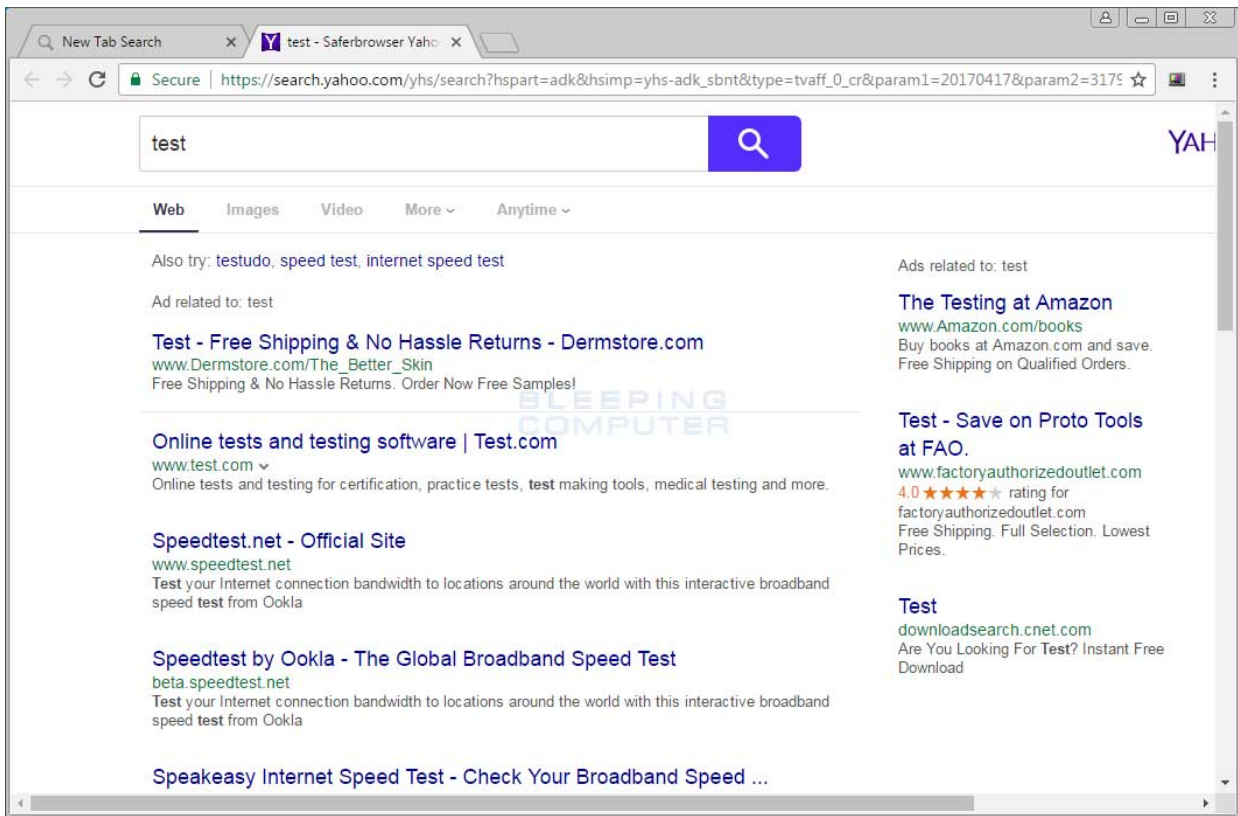 New Tab Search
test - Saferbrowser Yaho
Secure | https://search.yahoo.com/yhs/search?hspart=adk&hsimp=yhs-adk_sbnt&type=tvaff_0_cr&param1=20170417&param2=3179
test
YAH
Web Images Video More Anytime
Also try: testudo, speed test, internet speed test
Ad related to: test
Test - Free Shipping & No Hassle Returns - Dermstore.com
www.Dermstore.com/The_Better_Skin
Free Shipping & No Hassle Returns. Order Now Free Samples!
BLEEPING
COMPUTER
Online tests and testing software | Test.com
www.test.com
Online tests and testing for certification, practice tests, test making tools, medical testing and more.
Speedtest.net - Official Site
www.speedtest.net
Test your Internet connection bandwidth to locations around the world with this interactive broadband
speed test from Ookla
Speedtest by Ookla - The Global Broadband Speed Test
beta.speedtest.net
Test your Internet connection bandwidth to locations around the world with this interactive broadband
speed test from Ookla
Speakeasy Internet Speed Test - Check Your Broadband Speed ...
Ads related to: test
The Testing at Amazon
www.Amazon.com/books
Buy books at Amazon.com and save.
Free Shipping on Qualified Orders.
Test - Save on Proto Tools
at FAO.
www.factoryauthorizedoutlet.com
4.0 ★★★★★ rating for
factoryauthorizedoutlet.com
Free Shipping. Full Selection. Lowest
Prices.
Test
downloadsearch.cnet.com
Are You Looking For Test? Instant Free
Download